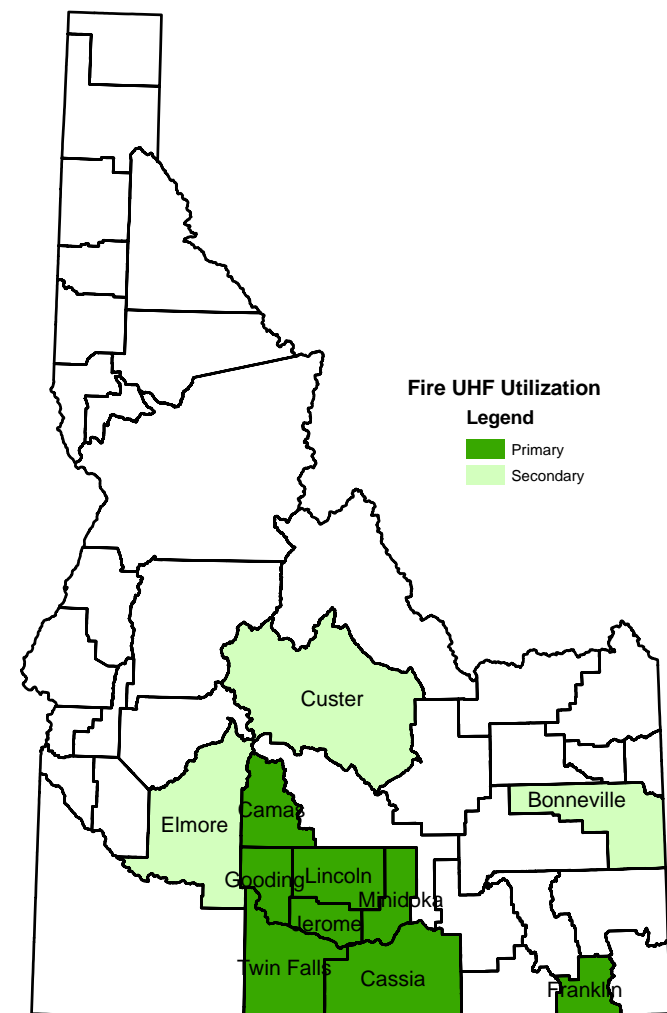 Fire UHF Utilization
Legend
Primary
Secondary
Custer
Bonneville
Camas
Elmore
Lincoln
Gooding
Minidoka
Jerome
Twin Falls
Cassia
Franklin